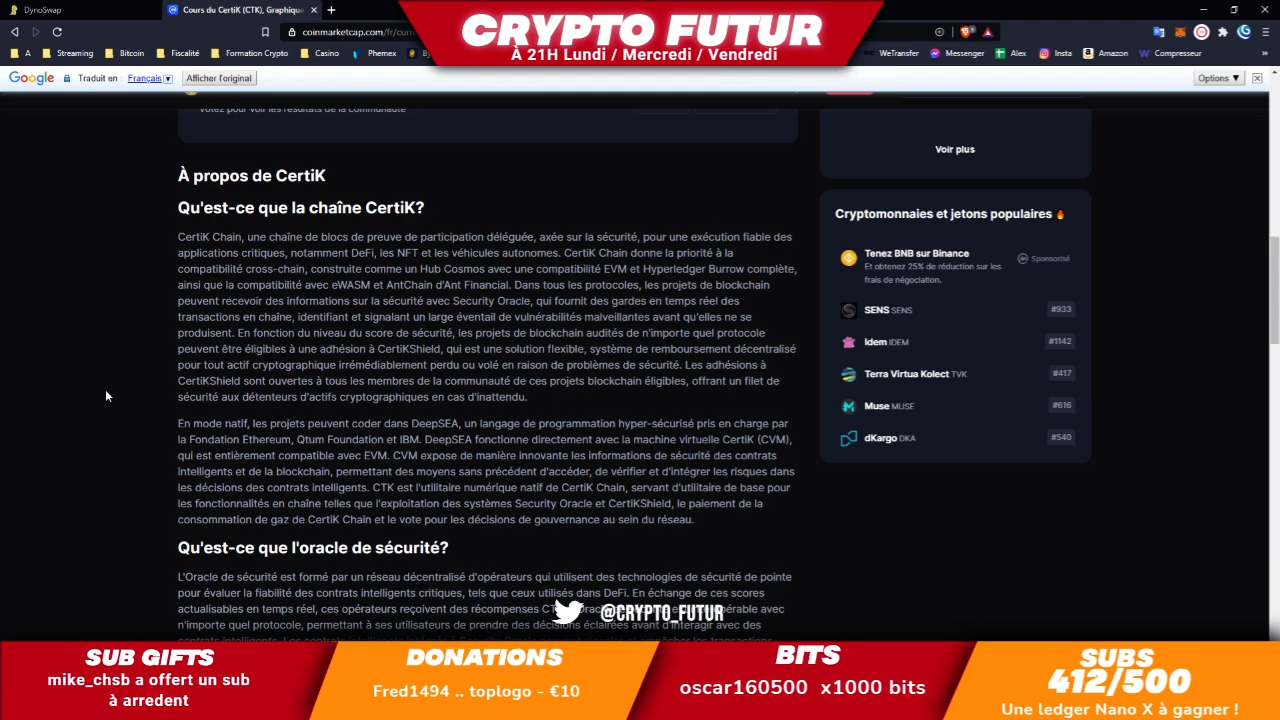 DynoSwap
Cours du CertiK (CTK), Graphique
coinmarketcap.com/fr/curr
CRYPTO FUTUR
À 21H Lundi / Mercredi / Vendredi
A
Streaming
Bitcoin
Fiscalité
Formation Crypto
Casino
Phemex
WeTransfer
Messenger
Alex
Insta
Amazon
Compresseur
Google
Traduit en :
Français
Afficher l'original
Options ▼
Votez pour voir les résultats de la communauté
Voir plus
À propos de CertiK
Qu'est-ce que la chaîne CertiK?
CertiK Chain, une chaîne de blocs de preuve de participation déléguée, axée sur la sécurité, pour une exécution fiable des
applications critiques, notamment DeFi, les NFT et les véhicules autonomes. CertiK Chain donne la priorité à la
compatibilité cross-chain, construite comme un Hub Cosmos avec une compatibilité EVM et Hyperledger Burrow complète,
ainsi que la compatibilité avec eWASM et AntChain d'Ant Financial. Dans tous les protocoles, les projets de blockchain
peuvent recevoir des informations sur la sécurité avec Security Oracle, qui fournit des gardes en temps réel des
transactions en chaîne, identifiant et signalant un large éventail de vulnérabilités malveillantes avant qu'elles ne se
produisent. En fonction du niveau du score de sécurité, les projets de blockchain audités de n'importe quel protocole
peuvent être éligibles à une adhésion à CertiKShield, qui est une solution flexible, système de remboursement décentralisé
pour tout actif cryptographique irrémédiablement perdu ou volé en raison de problèmes de sécurité. Les adhésions à
CertiKShield sont ouvertes à tous les membres de la communauté de ces projets blockchain éligibles, offrant un filet de
sécurité aux détenteurs d'actifs cryptographiques en cas d'inattendu.
En mode natif, les projets peuvent coder dans DeepSEA, un langage de programmation hyper-sécurisé pris en charge par
la Fondation Ethereum, Qtum Foundation et IBM. DeepSEA fonctionne directement avec la machine virtuelle CertiK (CVM),
qui est entièrement compatible avec EVM. CVM expose de manière innovante les informations de sécurité des contrats
intelligents et de la blockchain, permettant des moyens sans précédent d'accéder, de vérifier et d'intégrer les risques dans
les décisions des contrats intelligents. CTK est l'utilitaire numérique natif de CertiK Chain, servant d'utilitaire de base pour
les fonctionnalités en chaîne telles que l'exploitation des systèmes Security Oracle et CertiKShield, le paiement de la
consommation de gaz de CertiK Chain et le vote pour les décisions de gouvernance au sein du réseau.
Qu'est-ce que l'oracle de sécurité?
L'Oracle de sécurité est formé par un réseau décentralisé d'opérateurs qui utilisent des technologies de sécurité de pointe
pour évaluer la fiabilité des contrats intelligents critiques, tels que ceux utilisés dans DeFi. En échange de ces scores
actualisables en temps réel, ces opérateurs reçoivent des récompenses avec
n'importe quel protocole, permettant à ses utilisateurs de prendre des décisions éclairées avant d'interagir avec des
Cryptomonnaies et jetons populaires
Tenez BNB sur Binance
Sponsorisé
Et obtenez 25% de réduction sur les
frais de négociation.
SENS SENS #933
Idem IDEM #1142
Terra Virtua Kolect TVK #417
Muse MUSE #616
dKargo DKA #540
@CRYPTO_FUTUR
SUB GIFTS
mike_chsb a offert un sub
à arredent
DONATIONS
Fred1494 .. toplogo - €10
BITS
oscar160500 x1000 bits
SUBS
412/500
Une ledger Nano X à gagner !